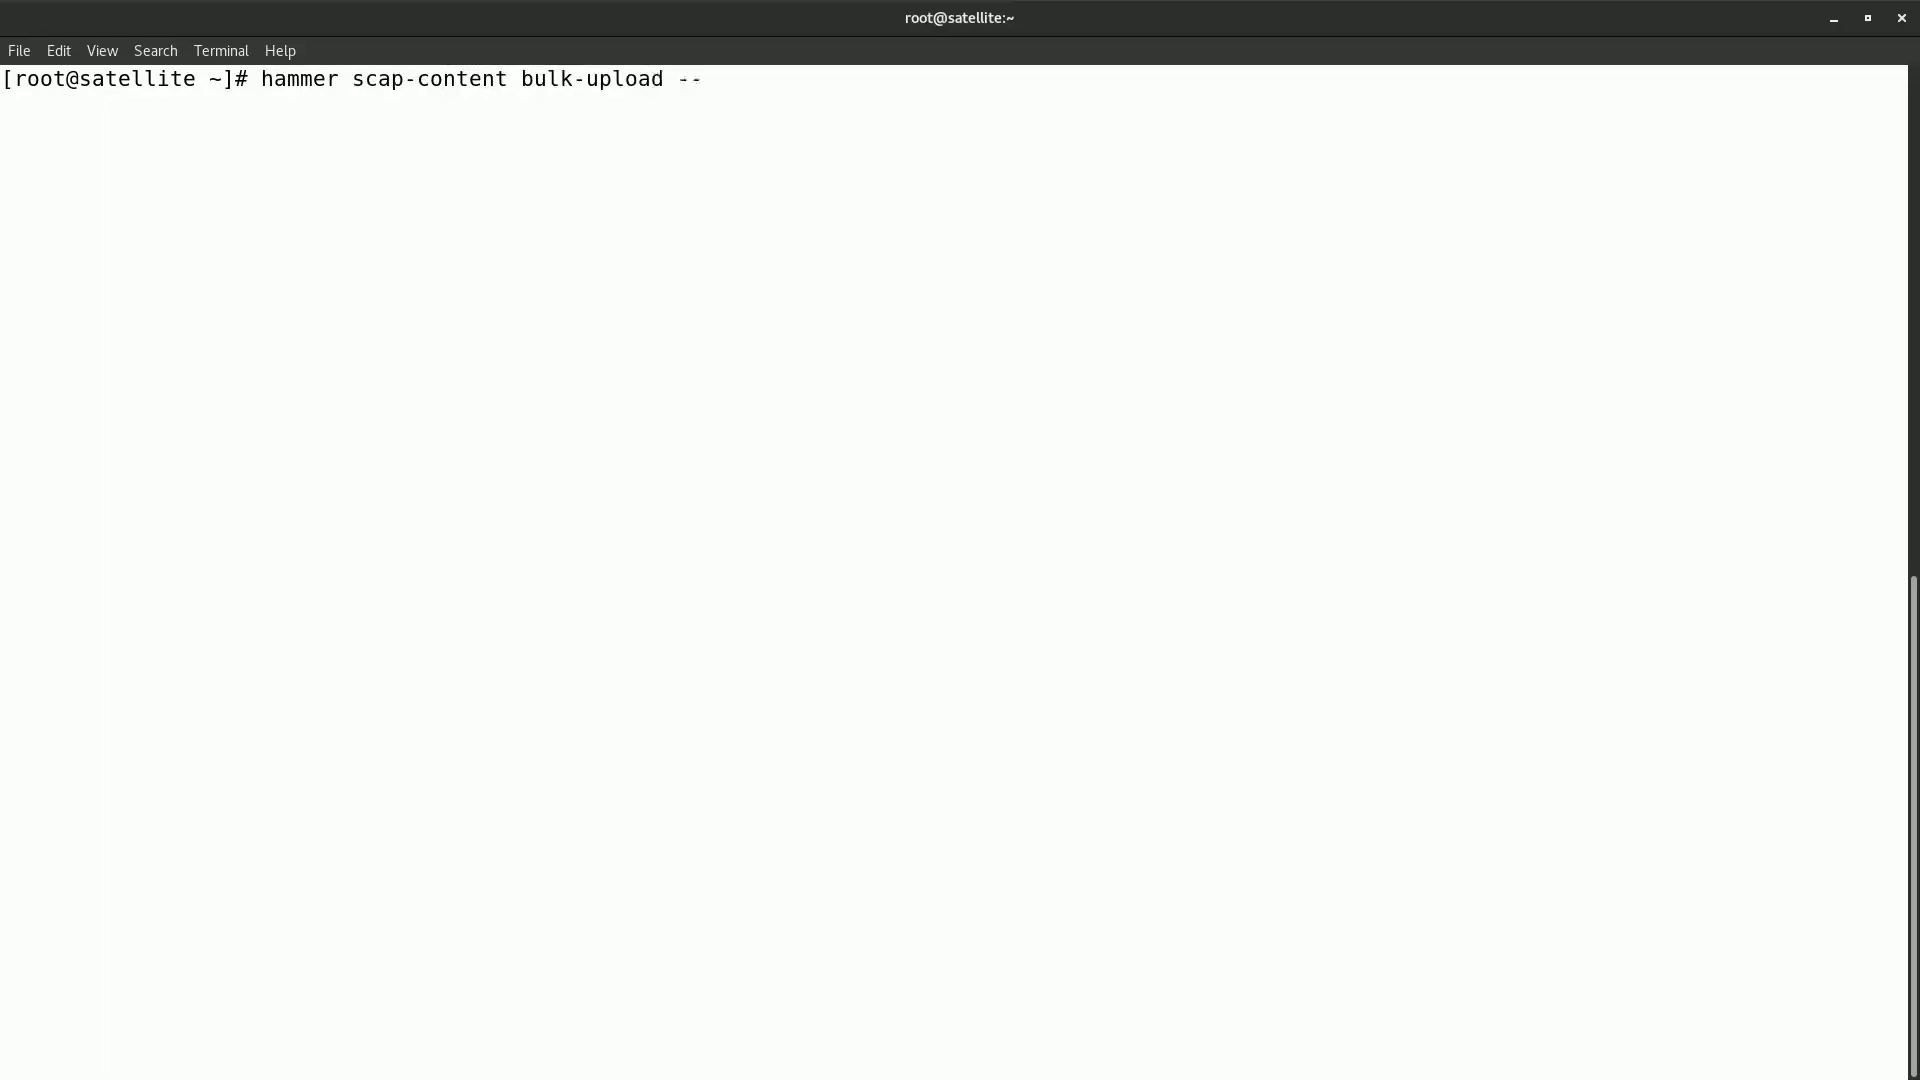 root@satellite:~
File Edit View Search Terminal Help
[root@satellite ~]# hammer scap-content bulk-upload --